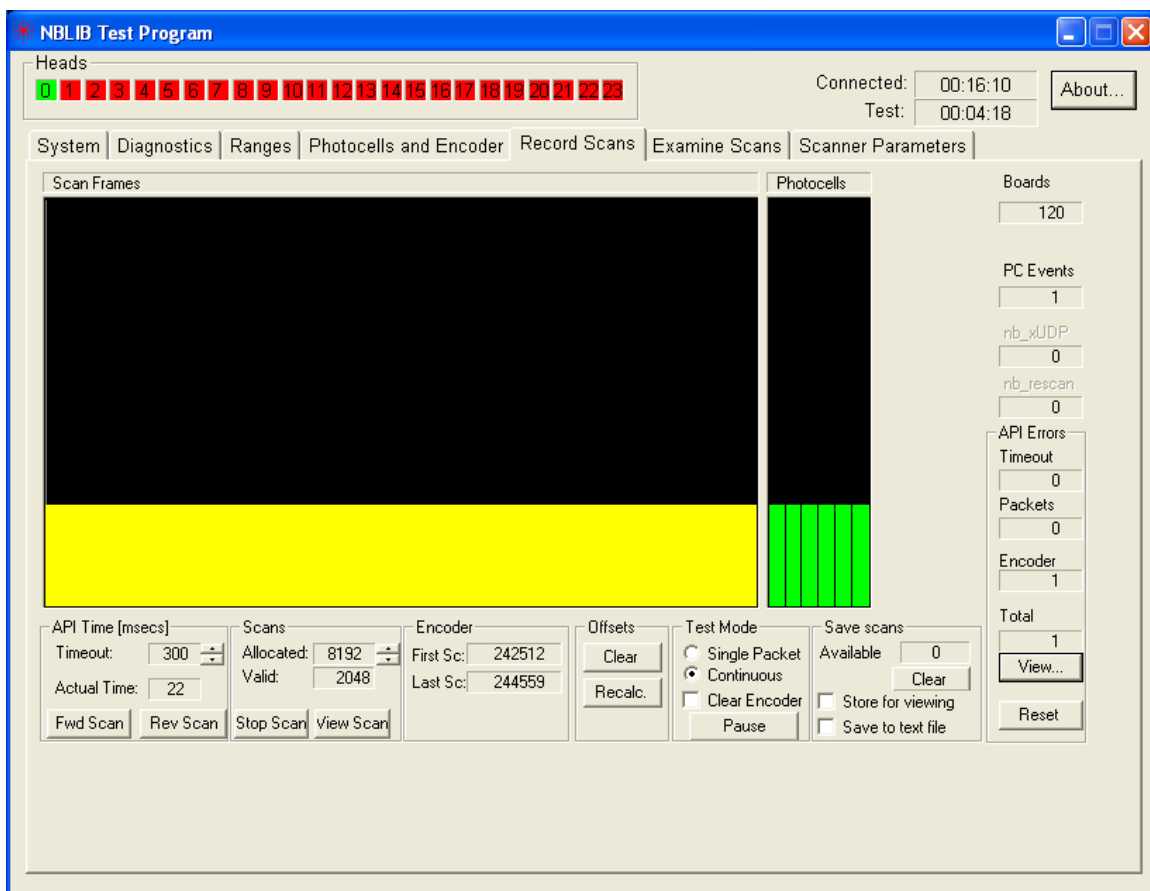 NBLIB Test Program
Heads
0 1 2 3 4 5 6 7 8 9 10 11 12 13 14 15 16 17 18 19 20 21 22 23
Connected: 00:16:10
About...
Test: 00:04:18
System Diagnostics Ranges Photocells and Encoder Record Scans Examine Scans Scanner Parameters
Scan Frames Photocells Boards
120
PC Events
1
nb_xUDP
0
nb_rescan
0
API Errors
Timeout
0
Packets
0
Encoder
1
Total
1
View...
Reset
API Time [msecs]
Timeout: 300
Actual Time: 22
Fwd Scan Rev Scan
Scans
Allocated: 8192
Valid: 2048
Stop Scan View Scan
Encoder
First Sc: 242512
Last Sc: 244559
Offsets
Clear
Recalc.
Test Mode
Single Packet
Continuous
Clear Encoder
Pause
Save scans
Available 0
Clear
Store for viewing
Save to text file